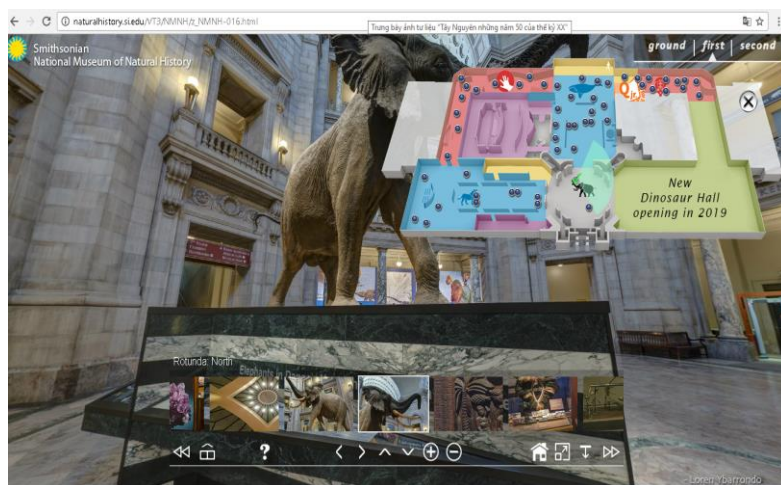 naturalhistory.si.edu/VT3/NMNH/z_NMNH-016.html
Trưng bày ảnh tư liệu "Tây Nguyên những năm 50 của thế kỷ XX"
Smithsonian
National Museum of Natural History
ground | first | second
Q
New
Dinosaur Hall
opening in 2019
Rotunda: North
Elephants in
?
Loren Ybarrondo